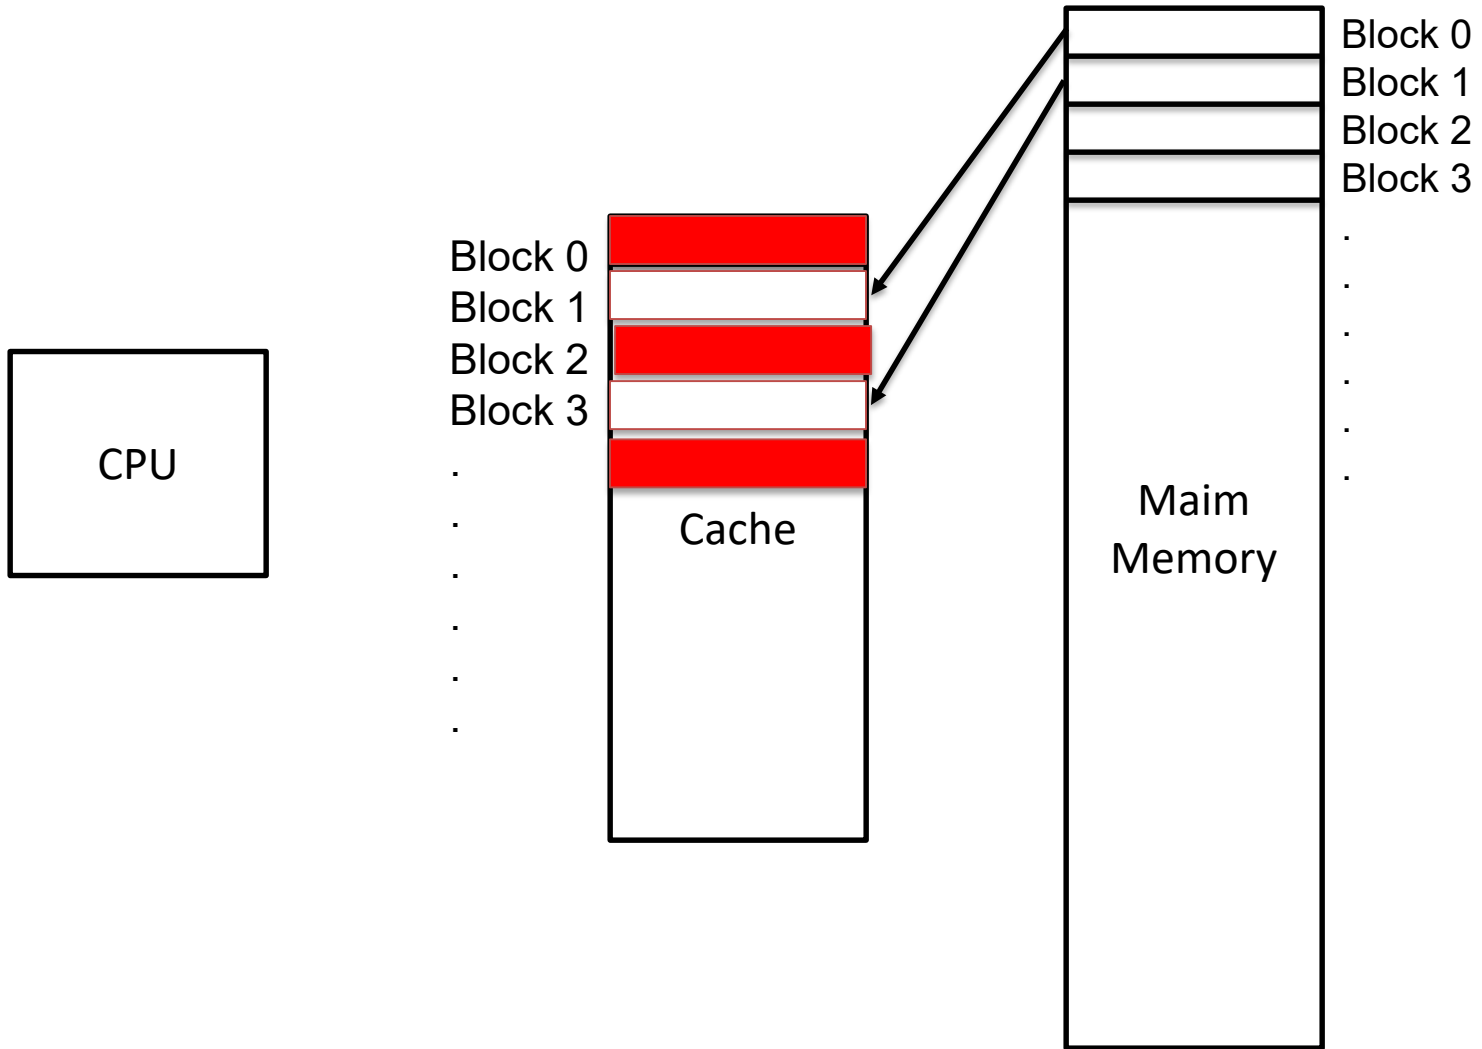 CPU
Block 0
Block 1
Block 2
Block 3
.
.
.
.
.
.
Cache
Maim
Memory
Block 0
Block 1
Block 2
Block 3
.
.
.
.
.
.